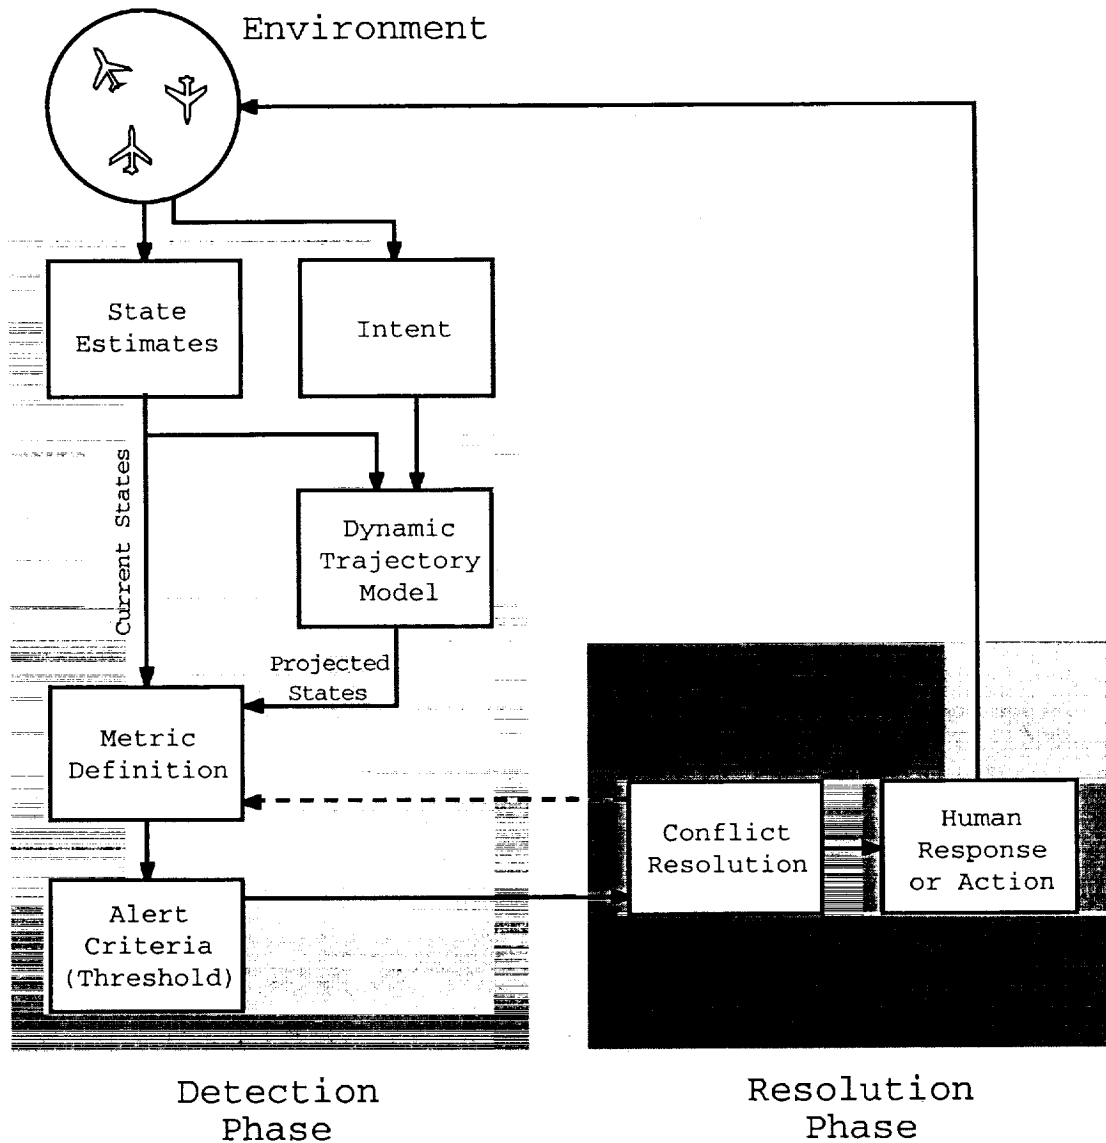 Environment
State
Estimates
Intent
Current States
Dynamic
Trajectory
Model
Projected
States
Metric
Definition
Conflict
Resolution
Human
Response
or Action
Alert
Criteria
(Threshold)
Detection
Phase
Resolution
Phase